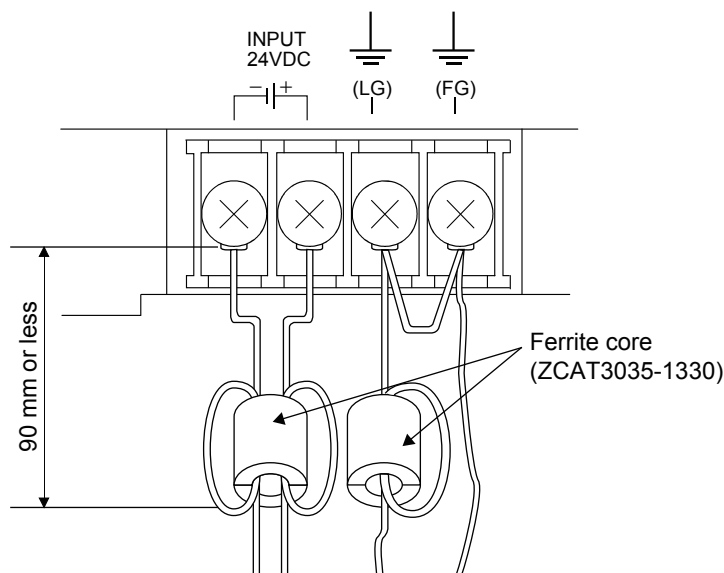 INPUT
24VDC
− +
(LG)
(FG)
90 mm or less
Ferrite core
(ZCAT3035-1330)